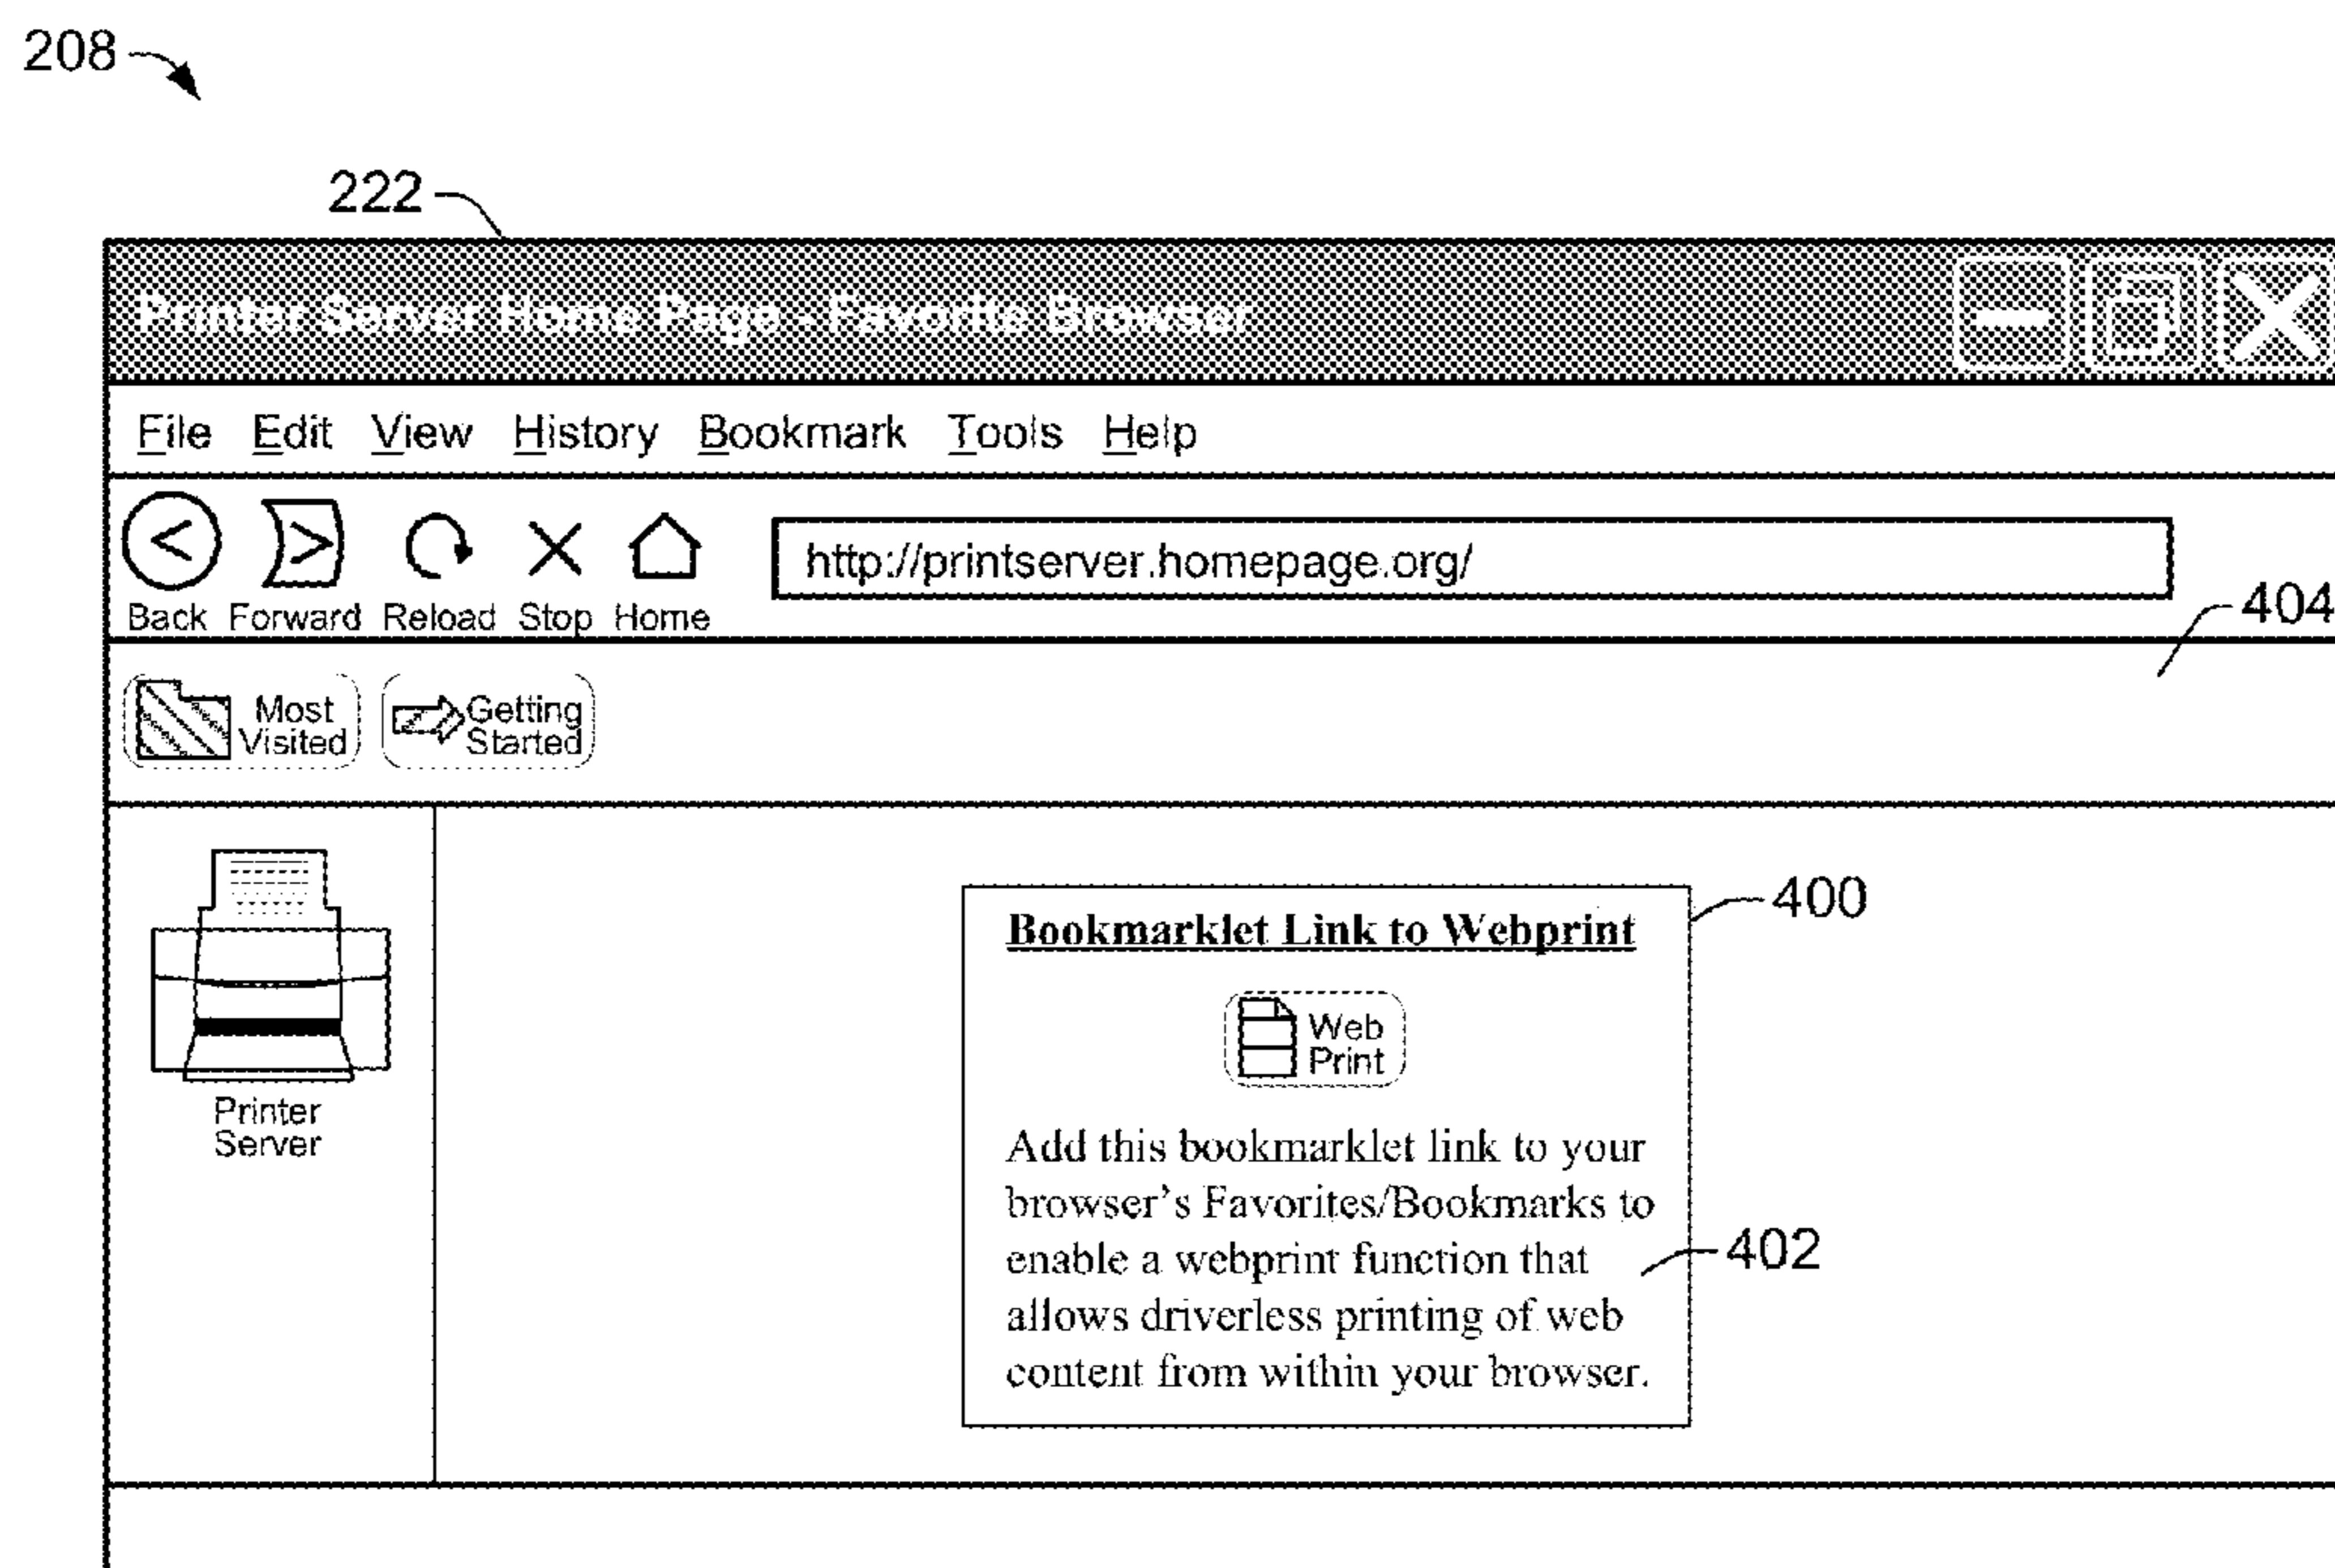 208
222
Printer Server Home Page - Favorite Browser
File Edit View History Bookmark Tools Help
http://printserver.homepage.org/
Back Forward Reload Stop Home
404
Most
Visited
Getting
Started
400
Bookmarklet Link to Webprint
Web
Print
Printer
Server
Add this bookmarklet link to your
browser’s Favorites/Bookmarks to
enable a webprint function that
402
allows driverless printing of web
content from within your browser.